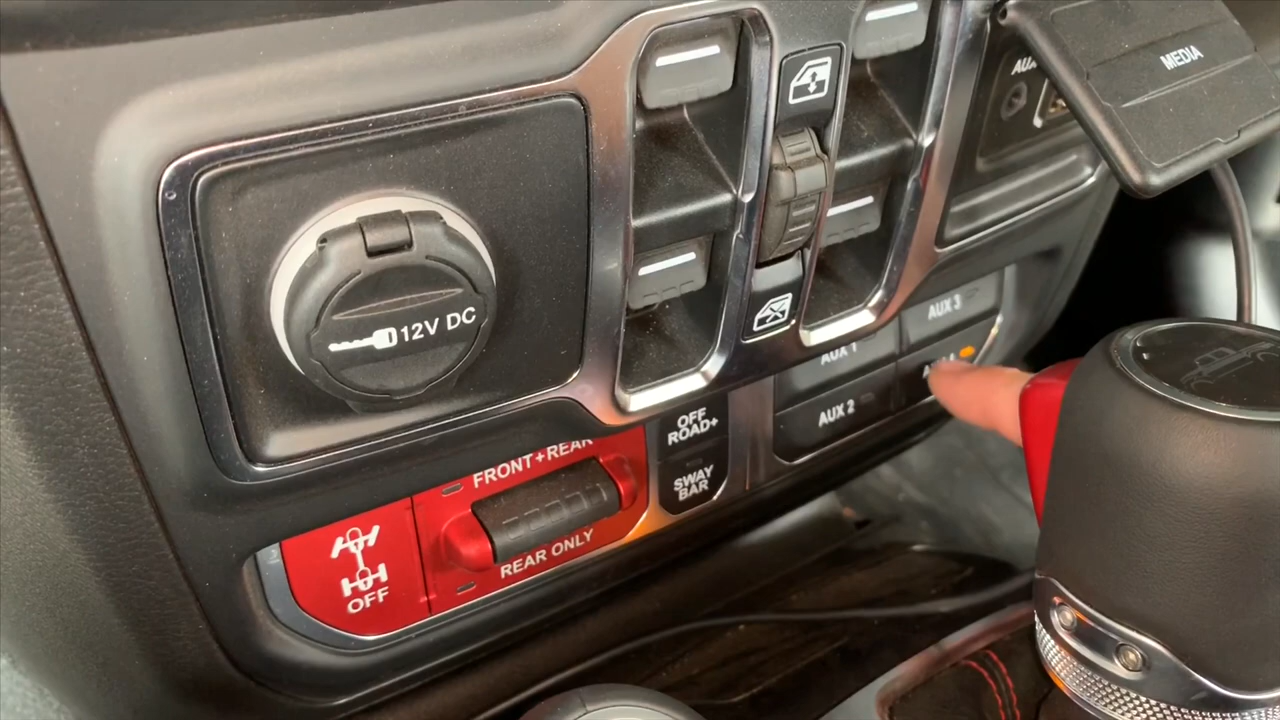 MEDIA
AUX
12V DC
AUX 3
AUX 1
AUX 2
OFF
ROAD+
SWAY
BAR
FRONT+REAR
REAR ONLY
OFF